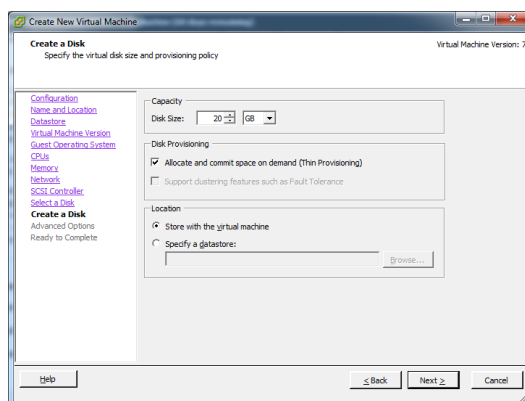 Create New Virtual Machine
Create a Disk
Specify the virtual disk size and provisioning policy
Virtual Machine Version: 7
Configuration
Name and Location
Datastore
Virtual Machine Version
Guest Operating System
CPUs
Memory
Network
SCSI Controller
Select a Disk
Create a Disk
Advanced Options
Ready to Complete
Capacity
Disk Size: 20 GB
Disk Provisioning
Allocate and commit space on demand (Thin Provisioning)
Support clustering features such as Fault Tolerance
Location
Store with the virtual machine
Specify a datastore:
Browse...
Help
< Back
Next >
Cancel